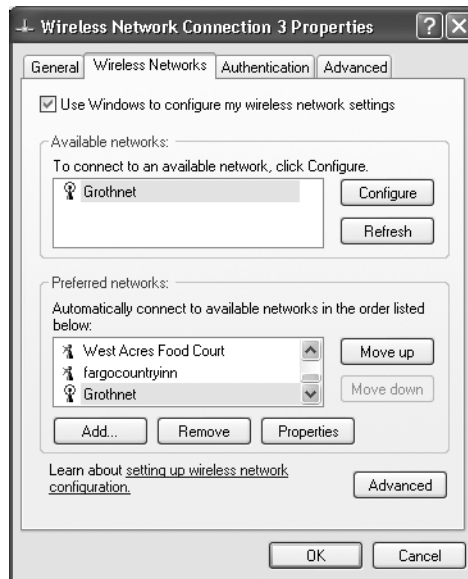 Wireless Network Connection 3 Properties
General Wireless Networks Authentication Advanced
Use Windows to configure my wireless network settings
Available networks:
To connect to an available network, click Configure.
Grothnet
Configure
Refresh
Preferred networks:
Automatically connect to available networks in the order listed
below:
West Acres Food Court
fargocountryinn
Grothnet
Move up
Move down
Add... Remove Properties
Learn about setting up wireless network
configuration.
Advanced
OK Cancel